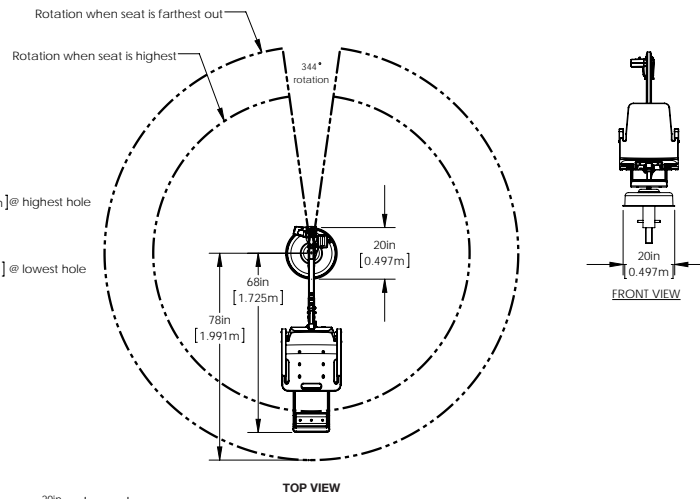 Rotation when seat is farthest out
Rotation when seat is highest
344°
rotation
]@ highest hole
] @ lowest hole
20in
[0.497m]
68in
[1.725m]
78in
[1.991m]
20in
[0.497m]
FRONT VIEW
TOP VIEW
20in